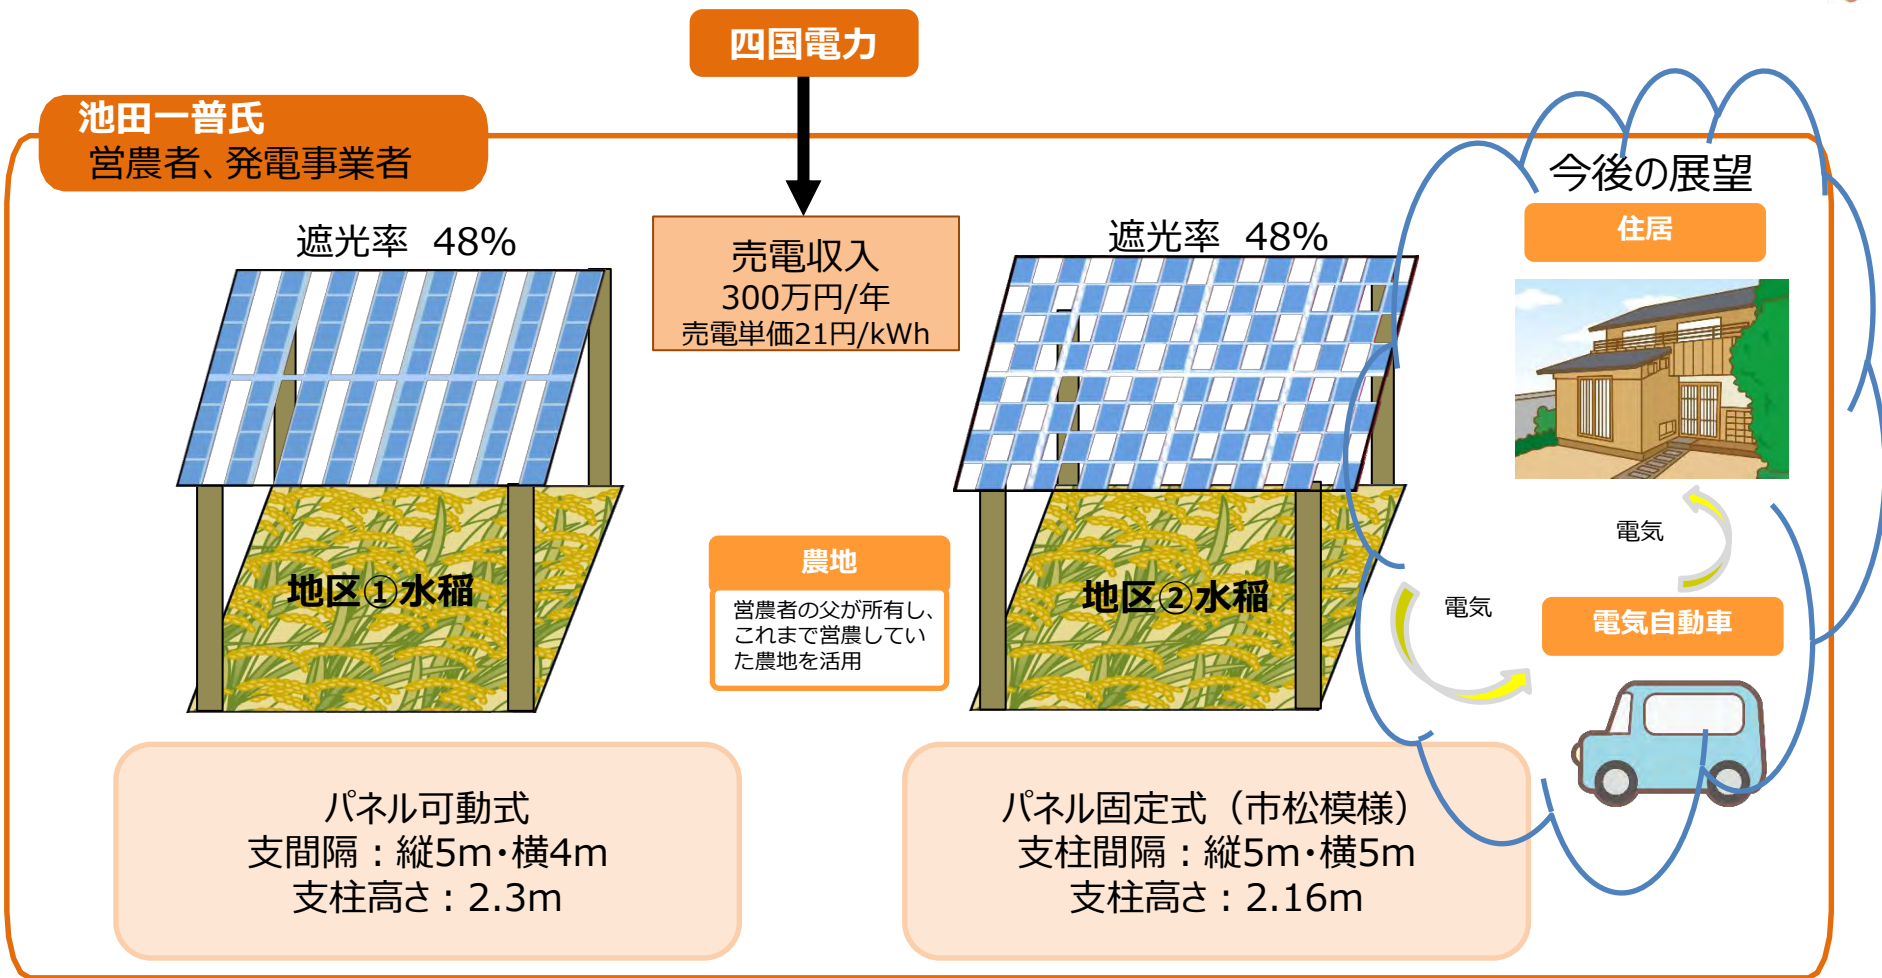 四国電力
池田一普氏
営農者、発電事業者
遮光率 48%
売電収入
300万円/年
売電単価21円/kWh
遮光率 48%
今後の展望
住居
電気
電気
電気自動車
地区①水稲
農地
営農者の父が所有し、
これまで営農してい
た農地を活用
地区②水稲
パネル可動式
支間隔：縦5m・横4m
支柱高さ：2.3m
パネル固定式（市松模様）
支柱間隔：縦5m・横5m
支柱高さ：2.16m